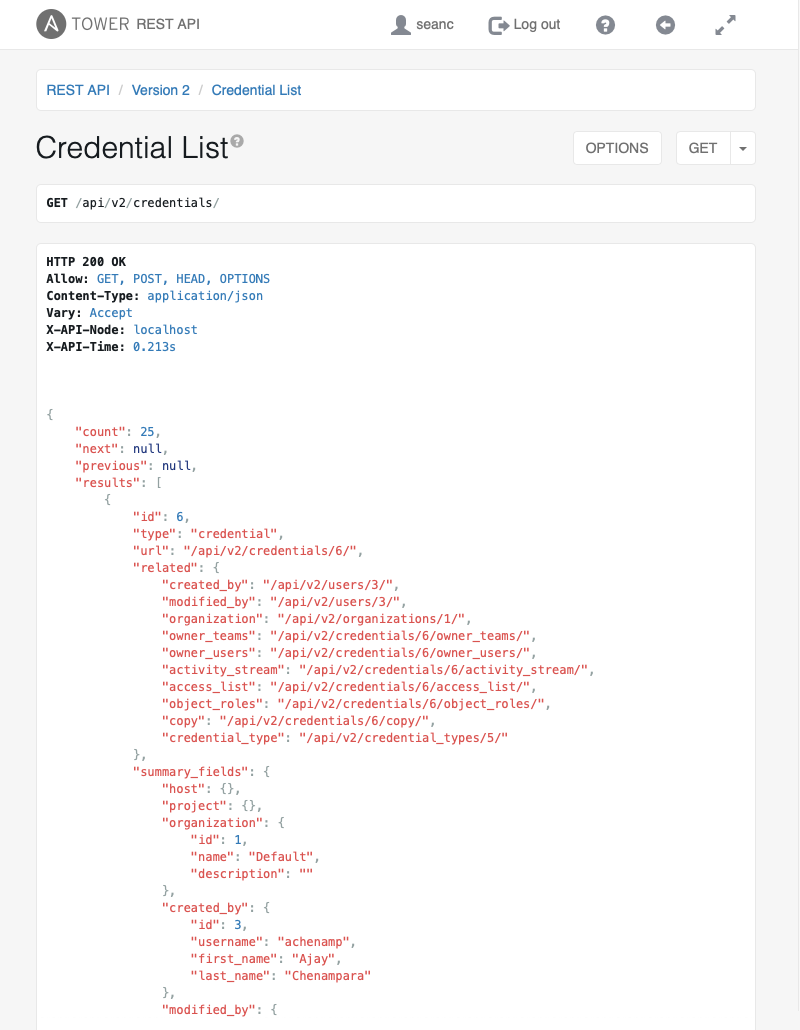 TOWER REST API seanc Log out
REST API / Version 2 / Credential List
Credential List
OPTIONS GET
GET /api/v2/credentials/
HTTP 200 OK
Allow: GET, POST, HEAD, OPTIONS
Content-Type: application/json
Vary: Accept
X-API-Node: localhost
X-API-Time: 0.213s
{
    "count": 25,
    "next": null,
    "previous": null,
    "results": [
        {
            "id": 6,
            "type": "credential",
            "url": "/api/v2/credentials/6/",
            "related": {
                "created_by": "/api/v2/users/3/",
                "modified_by": "/api/v2/users/3/",
                "organization": "/api/v2/organizations/1/",
                "owner_teams": "/api/v2/credentials/6/owner_teams/",
                "owner_users": "/api/v2/credentials/6/owner_users/",
                "activity_stream": "/api/v2/credentials/6/activity_stream/",
                "access_list": "/api/v2/credentials/6/access_list/",
                "object_roles": "/api/v2/credentials/6/object_roles/",
                "copy": "/api/v2/credentials/6/copy/",
                "credential_type": "/api/v2/credential_types/5/"
            },
            "summary_fields": {
                "host": {},
                "project": {},
                "organization": {
                    "id": 1,
                    "name": "Default",
                    "description": ""
                },
                "created_by": {
                    "id": 3,
                    "username": "achenamp",
                    "first_name": "Ajay",
                    "last_name": "Chenampara"
                },
                "modified_by": {